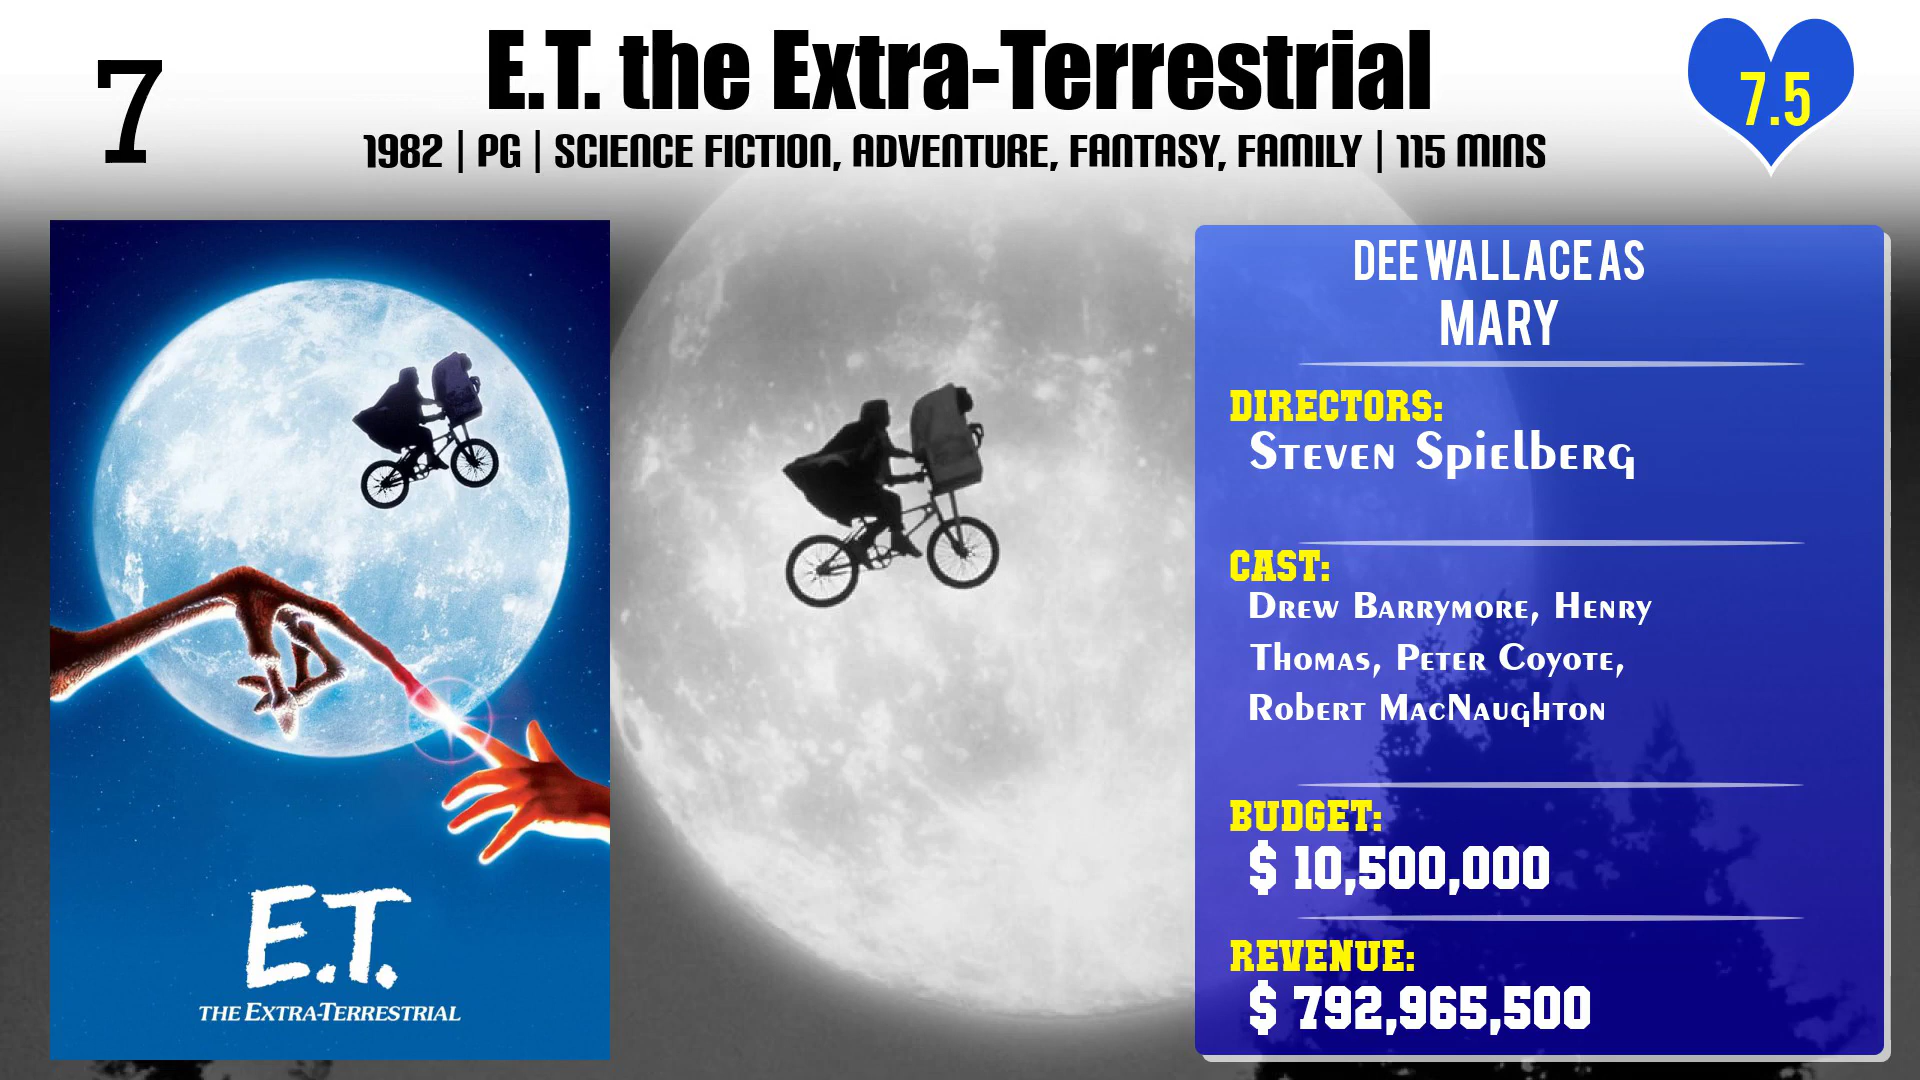 7
E.T. the Extra-Terrestrial
1982 | PG | SCIENCE FICTION, ADVENTURE, FANTASY, FAMILY | 115 MINS
7.5
E.T.
THE EXTRA-TERRESTRIAL
DEE WALLACE AS
MARY
DIRECTORS:
Steven Spielberg
CAST:
Drew Barrymore, Henry
Thomas, Peter Coyote,
Robert MacNaughton
BUDGET:
$ 10,500,000
REVENUE:
$ 792,965,500